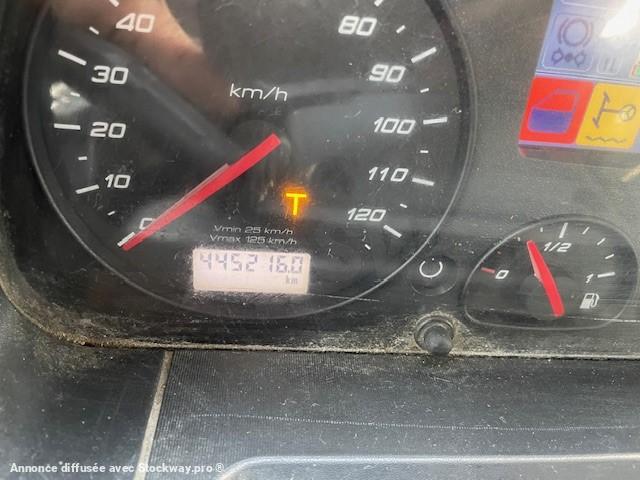 40
80
30
km/h
90
20
100
10
110
T
0
120
Vmin 25 km/h
Vmax 125 km/h
445216.0
km
0
1/2
1
Annonce diffusée avec Stockway.pro®